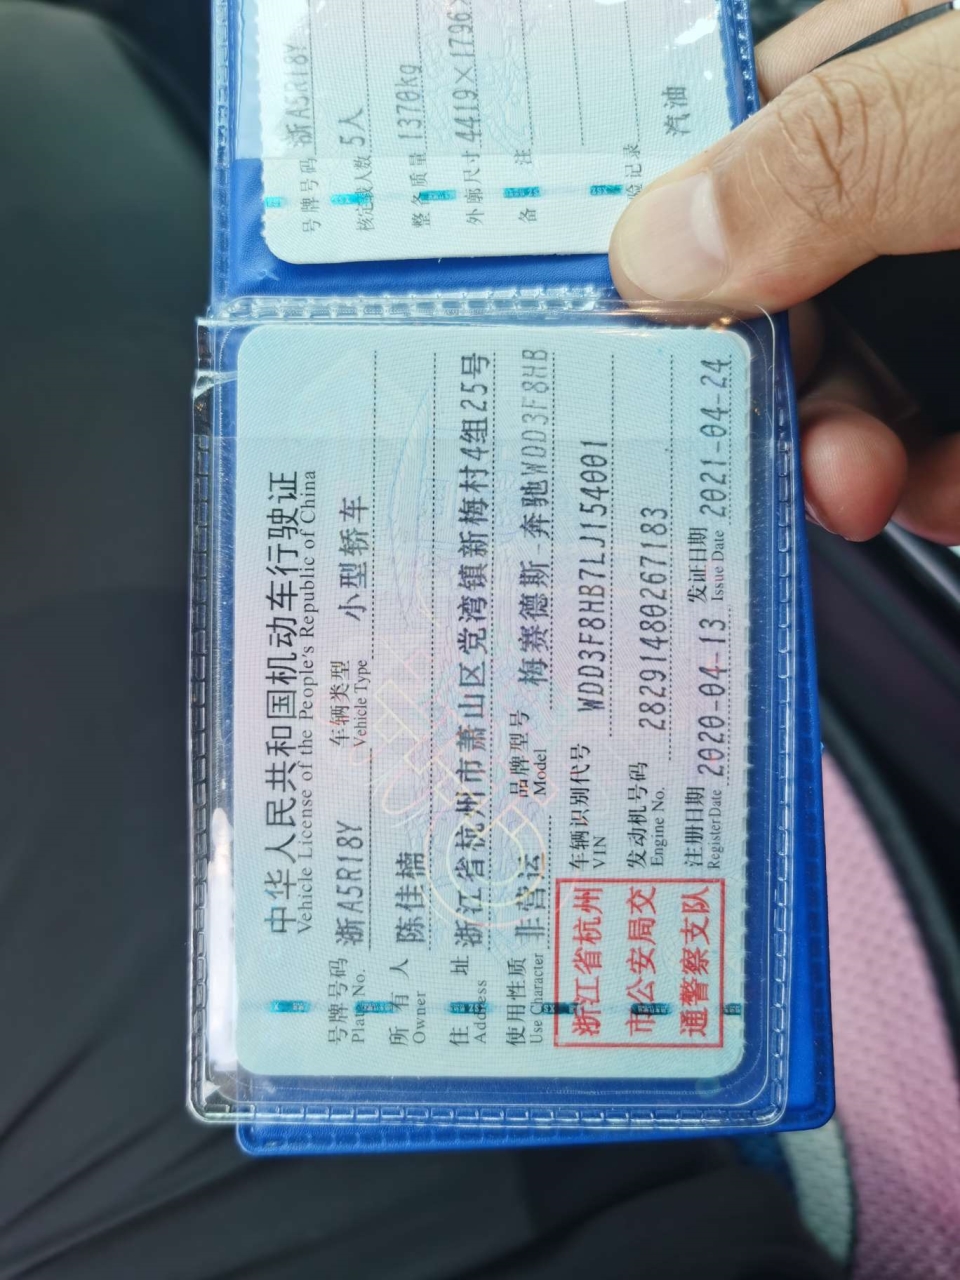 号牌号码 浙A5R18Y
核定载人数 5人
整备质量 1370kg
外廓尺寸 4419×1796×
备 注
汽油
中华人民共和国机动车行驶证
Vehicle License of the People's Republic of China
号牌号码 浙A5R18Y 车辆类型 小型轿车
Plate No. Vehicle Type
所 有 人 陈佳楠
Owner
住 址 浙江省杭州市萧山区党湾镇新梅村4组25号
Address
使用性质 非营运 品牌型号 梅赛德斯-奔驰WDD3F8HB
Use Character Model
浙江省杭州
市公安局交
通警察支队
车辆识别代号 WDD3F8HB7LJ154001
VIN
发动机号码 28291480267183
Engine No.
注册日期 2020-04-13 发证日期 2021-04-24
Register Date Issue Date